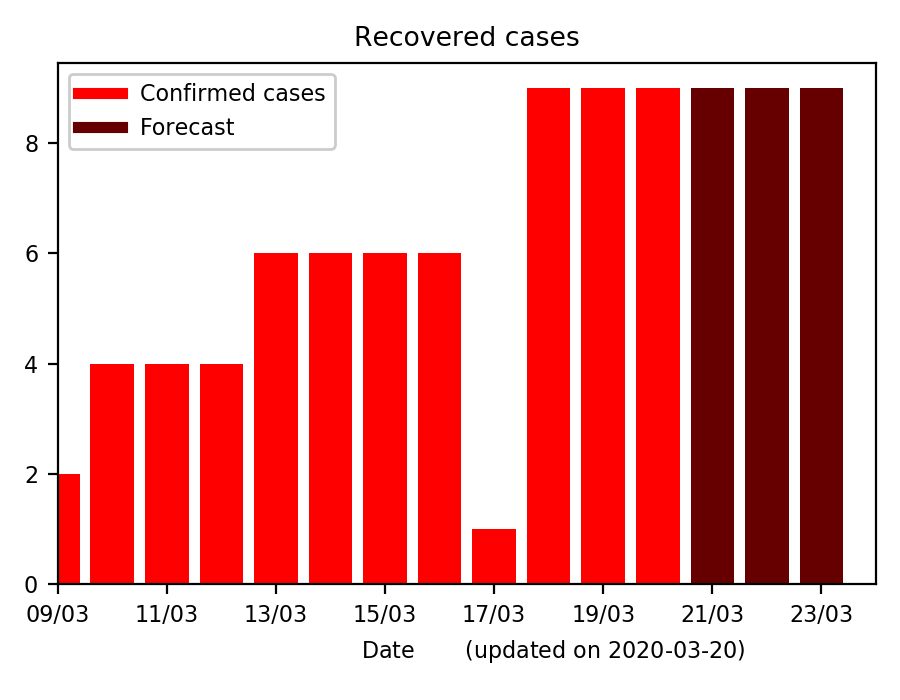 Recovered cases
Confirmed cases
Forecast
8
6
4
2
0
09/03 11/03 13/03 15/03 17/03 19/03 21/03 23/03
Date (updated on 2020-03-20)